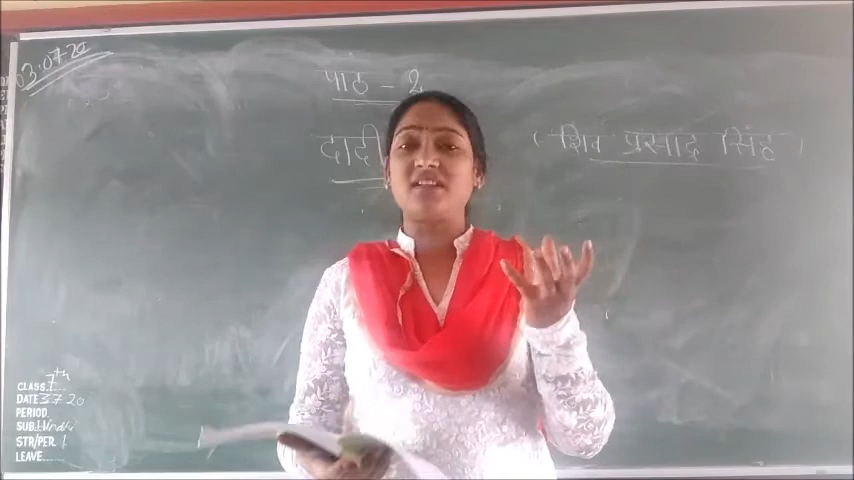 03.07.20
पाठ - 2
दादी
( शिव प्रसाद सिंह )
CLASS 7th
DATE 3 7 20
PERIOD
SUB. Hindi
STR/PER. 1
LEAVE